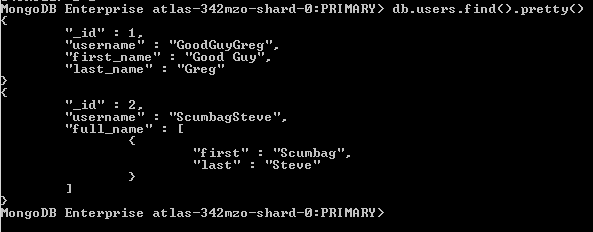 MongoDB Enterprise atlas-342mzo-shard-0:PRIMARY> db.users.find().pretty()
{
        "_id" : 1,
        "username" : "GoodGuyGreg",
        "first_name" : "Good Guy",
        "last_name" : "Greg"
}
{
        "_id" : 2,
        "username" : "ScumbagSteve",
        "full_name" : [
                {
                        "first" : "Scumbag",
                        "last" : "Steve"
                }
        ]
}
MongoDB Enterprise atlas-342mzo-shard-0:PRIMARY>